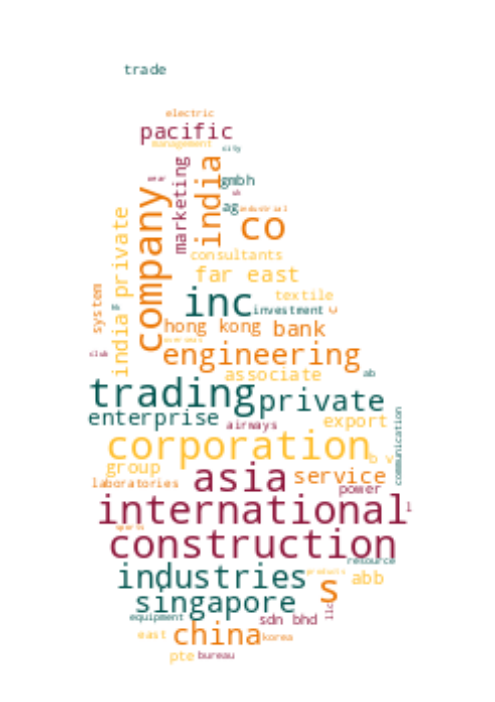 trade
electric
pacific
management
city
marketing
india
gmbh
company
ag
industrial
co
india private
consultants
far east
system
inc
textile
investment
hong kong
bank
engineering
club
associate
ab
trading
private
enterprise
airways
export
communication
corporation
b v
group
asia
service
laboratories
power
international
l
sports
construction
resource
industries
products
abb
s
singapore
llc
equipment
sdn bhd
east
china
korea
pte
bureau